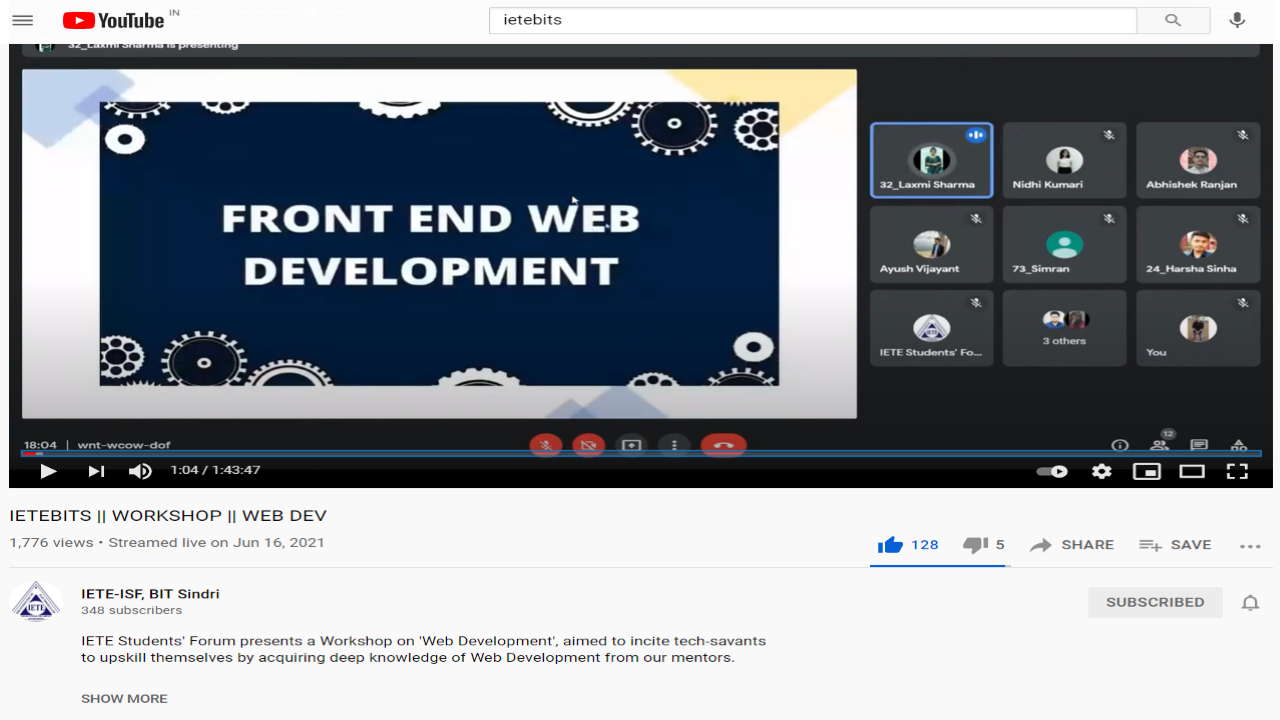 YouTube IN
ietebits
32_Laxmi Sharma is presenting
FRONT END WEB
DEVELOPMENT
32_Laxmi Sharma
Nidhi Kumari
Abhishek Ranjan
Ayush Vijayant
73_Simran
24_Harsha Sinha
IETE Students' Fo...
3 others
You
18:04 | wnt-wcow-dof
12
1:04 / 1:43:47
IETEBITS || WORKSHOP || WEB DEV
1,776 views • Streamed live on Jun 16, 2021
128
5
SHARE
SAVE
IETE
IETE-ISF, BIT Sindri
348 subscribers
SUBSCRIBED
IETE Students' Forum presents a Workshop on 'Web Development', aimed to incite tech-savants
to upskill themselves by acquiring deep knowledge of Web Development from our mentors.
SHOW MORE